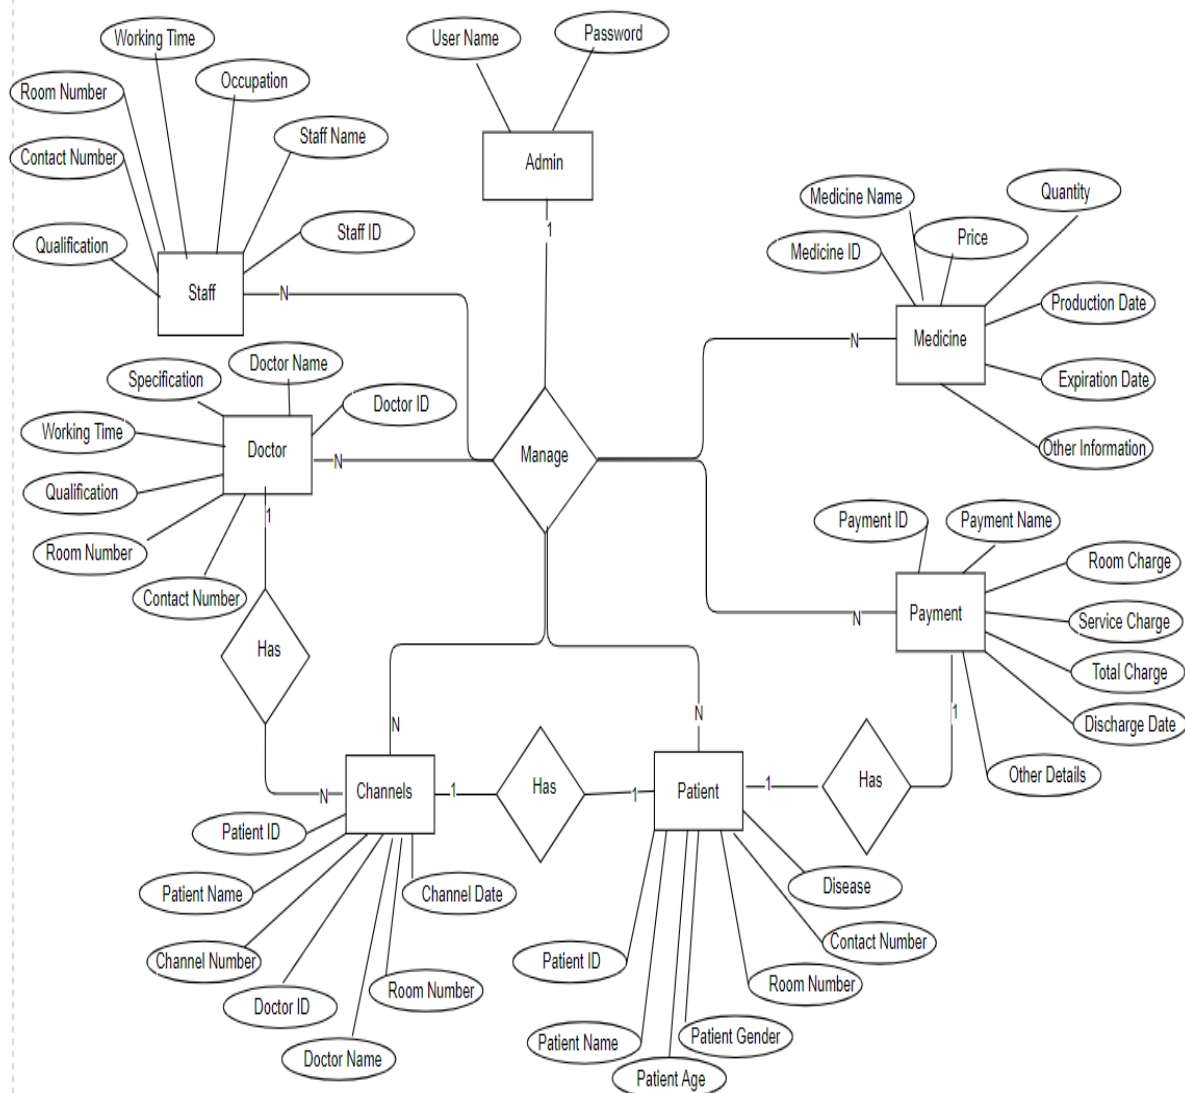 Working Time
User Name
Password
Room Number
Occupation
Staff Name
Contact Number
Admin
Qualification
Staff ID
Staff
N
1
Medicine Name
Quantity
Medicine ID
Price
Production Date
Medicine
N
Expiration Date
Other Information
Doctor Name
Specification
Doctor ID
Working Time
Doctor
N
Manage
Qualification
Room Number
1
Contact Number
Payment ID
Payment Name
Room Charge
Payment
N
Service Charge
Total Charge
1
Discharge Date
Other Details
Has
N
N
N
Channels
1
Has
1
Patient
1
Has
Patient ID
Patient Name
Channel Date
Channel Number
Room Number
Doctor ID
Doctor Name
Disease
Contact Number
Patient ID
Room Number
Patient Name
Patient Gender
Patient Age